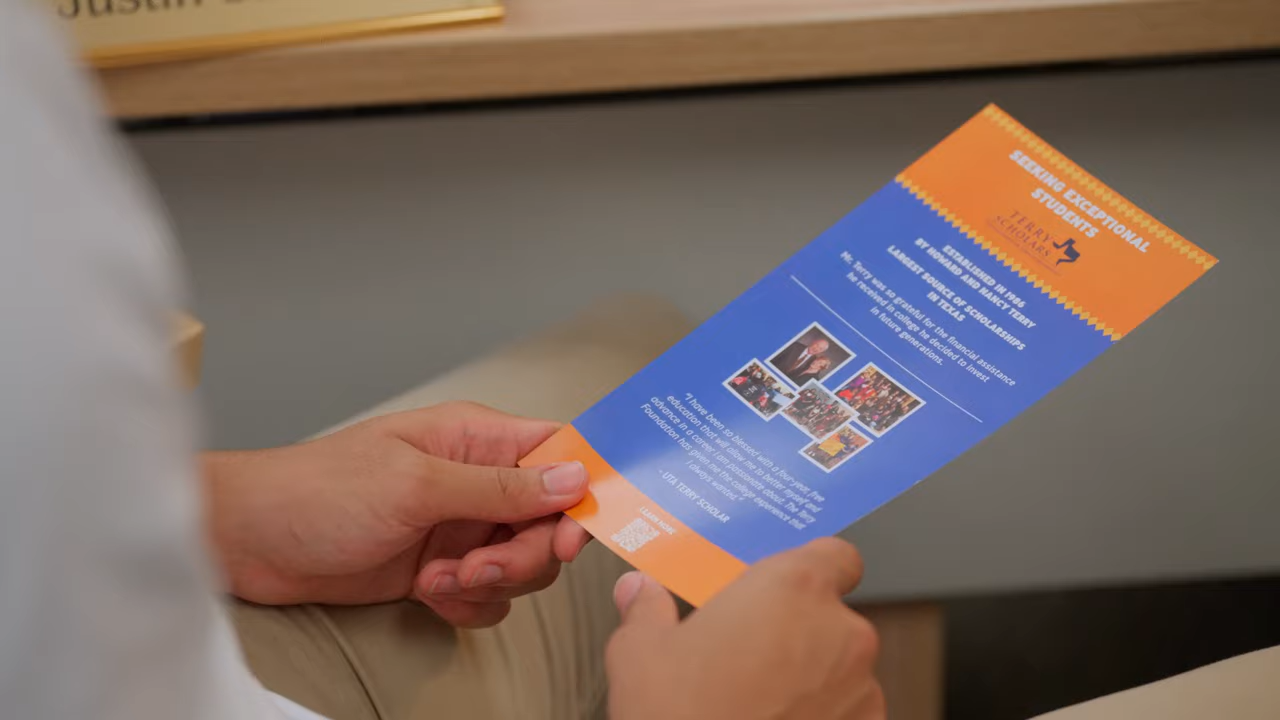 Justin
SEEKING EXCEPTIONAL
STUDENTS
TERRY
SCHOLARS
ESTABLISHED IN 1986
BY HOWARD AND NANCY TERRY
LARGEST SOURCE OF SCHOLARSHIPS
IN TEXAS
Mr. Terry was so grateful for the financial assistance
he received in college he decided to invest
in future generations.
"I have been so blessed with a four-year, free
education that will allow me to better myself and
advance in a career I am passionate about. The Terry
Foundation has given me the college experience that
I always wanted."
- UTA TERRY SCHOLAR
LEARN MORE